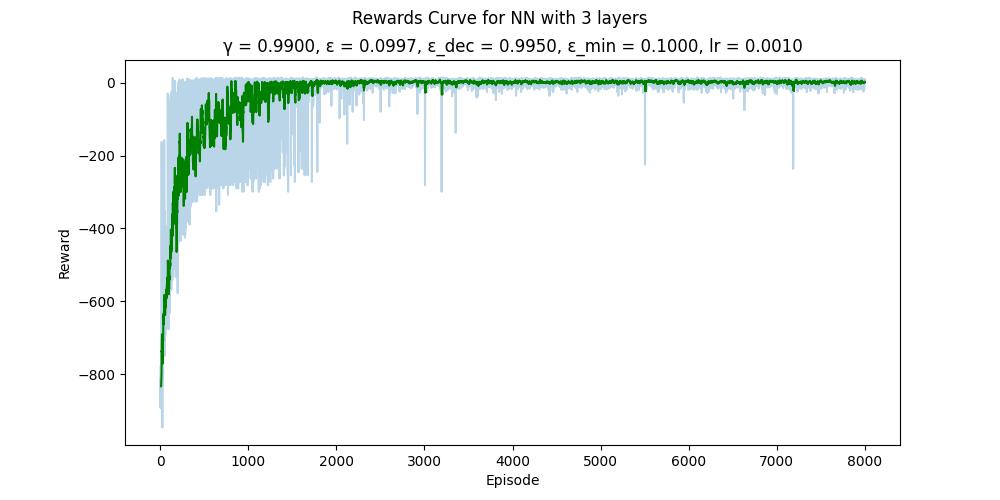 Rewards Curve for NN with 3 layers
γ = 0.9900, ε = 0.0997, ε_dec = 0.9950, ε_min = 0.1000, lr = 0.0010
0
−200
−400
−600
−800
Reward
0 1000 2000 3000 4000 5000 6000 7000 8000
Episode